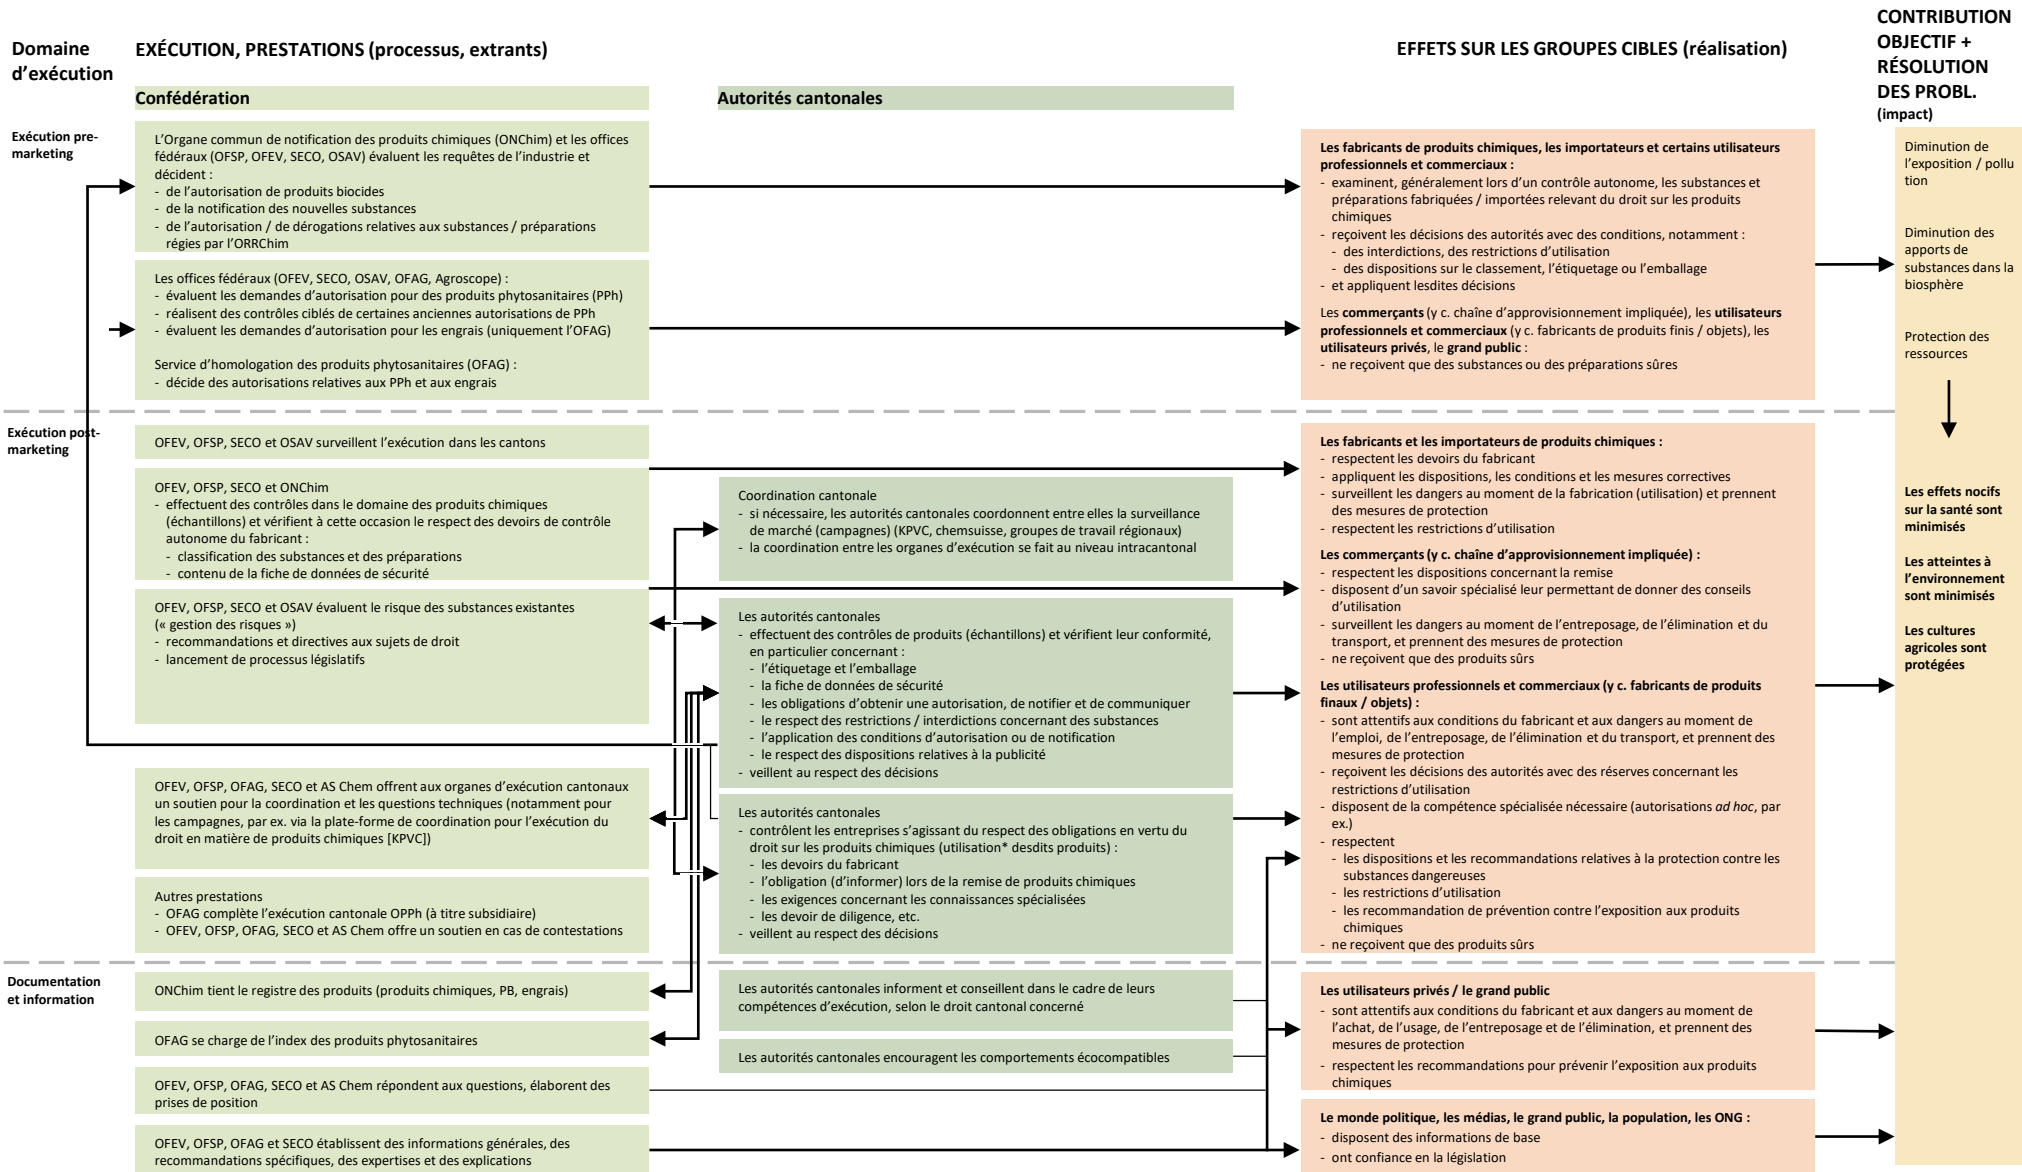 Domaine
d’exécution
EXÉCUTION, PRESTATIONS (processus, extrants)
EFFETS SUR LES GROUPES CIBLES (réalisation)
CONTRIBUTION
OBJECTIF +
RÉSOLUTION
DES PROBL.
(impact)
Confédération
Autorités cantonales
Exécution pre-
marketing
L’Organe commun de notification des produits chimiques (ONChim) et les offices
fédéraux (OFSP, OFEV, SECO, OSAV) évaluent les requêtes de l’industrie et
décident :
- de l’autorisation de produits biocides
- de la notification des nouvelles substances
- de l’autorisation / de dérogations relatives aux substances / préparations
régies par l’ORRChim
Les offices fédéraux (OFEV, SECO, OSAV, OFAG, Agroscope) :
- évaluent les demandes d’autorisation pour des produits phytosanitaires (PPh)
- réalisent des contrôles ciblés de certaines anciennes autorisations de PPh
- évaluent les demandes d’autorisation pour les engrais (uniquement l’OFAG)
Service d’homologation des produits phytosanitaires (OFAG) :
- décide des autorisations relatives aux PPh et aux engrais
Les fabricants de produits chimiques, les importateurs et certains utilisateurs
professionnels et commerciaux :
- examinent, généralement lors d’un contrôle autonome, les substances et
préparations fabriquées / importées relevant du droit sur les produits
chimiques
- reçoivent les décisions des autorités avec des conditions, notamment :
- des interdictions, des restrictions d’utilisation
- des dispositions sur le classement, l’étiquetage ou l’emballage
- et appliquent lesdites décisions
Les commerçants (y c. chaîne d’approvisionnement impliquée), les utilisateurs
professionnels et commerciaux (y c. fabricants de produits finis / objets), les
utilisateurs privés, le grand public :
- ne reçoivent que des substances ou des préparations sûres
Diminution de
l’exposition / pollu
tion
Diminution des
apports de
substances dans la
biosphère
Protection des
ressources
Les effets nocifs
sur la santé sont
minimisés
Les atteintes à
l’environnement
sont minimisés
Les cultures
agricoles sont
protégées
Exécution post-
marketing
OFEV, OFSP, SECO et OSAV surveillent l’exécution dans les cantons
OFEV, OFSP, SECO et ONChim
- effectuent des contrôles dans le domaine des produits chimiques
(échantillons) et vérifient à cette occasion le respect des devoirs de contrôle
autonome du fabricant :
- classification des substances et des préparations
- contenu de la fiche de données de sécurité
OFEV, OFSP, SECO et OSAV évaluent le risque des substances existantes
(« gestion des risques »)
- recommandations et directives aux sujets de droit
- lancement de processus législatifs
OFEV, OFSP, OFAG, SECO et AS Chem offrent aux organes d’exécution cantonaux
un soutien pour la coordination et les questions techniques (notamment pour
les campagnes, par ex. via la plate-forme de coordination pour l’exécution du
droit en matière de produits chimiques [KPVC])
Autres prestations
- OFAG complète l’exécution cantonale OPPh (à titre subsidiaire)
- OFEV, OFSP, OFAG, SECO et AS Chem offre un soutien en cas de contestations
Coordination cantonale
- si nécessaire, les autorités cantonales coordonnent entre elles la surveillance
de marché (campagnes) (KPVC, chemsuisse, groupes de travail régionaux)
- la coordination entre les organes d’exécution se fait au niveau intracantonal
Les autorités cantonales
- effectuent des contrôles de produits (échantillons) et vérifient leur conformité,
en particulier concernant :
- l’étiquetage et l’emballage
- la fiche de données de sécurité
- les obligations d’obtenir une autorisation, de notifier et de communiquer
- le respect des restrictions / interdictions concernant des substances
- l’application des conditions d’autorisation ou de notification
- le respect des dispositions relatives à la publicité
- veillent au respect des décisions
Les autorités cantonales
- contrôlent les entreprises s’agissant du respect des obligations en vertu du
droit sur les produits chimiques (utilisation* desdits produits) :
- les devoirs du fabricant
- l’obligation (d’informer) lors de la remise de produits chimiques
- les exigences concernant les connaissances spécialisées
- les devoir de diligence, etc.
- veillent au respect des décisions
Les fabricants et les importateurs de produits chimiques :
- respectent les devoirs du fabricant
- appliquent les dispositions, les conditions et les mesures correctives
- surveillent les dangers au moment de la fabrication (utilisation) et prennent
des mesures de protection
- respectent les restrictions d’utilisation
Les commerçants (y c. chaîne d’approvisionnement impliquée) :
- respectent les dispositions concernant la remise
- disposent d’un savoir spécialisé leur permettant de donner des conseils
d’utilisation
- surveillent les dangers au moment de l’entreposage, de l’élimination et du
transport, et prennent des mesures de protection
- ne reçoivent que des produits sûrs
Les utilisateurs professionnels et commerciaux (y c. fabricants de produits
finaux / objets) :
- sont attentifs aux conditions du fabricant et aux dangers au moment de
l’emploi, de l’entreposage, de l’élimination et du transport, et prennent des
mesures de protection
- reçoivent les décisions des autorités avec des réserves concernant les
restrictions d’utilisation
- disposent de la compétence spécialisée nécessaire (autorisations ad hoc, par
ex.)
- respectent
- les dispositions et les recommandations relatives à la protection contre les
substances dangereuses
- les restrictions d’utilisation
- les recommandation de prévention contre l’exposition aux produits
chimiques
- ne reçoivent que des produits sûrs
Documentation
et information
ONChim tient le registre des produits (produits chimiques, PB, engrais)
OFAG se charge de l’index des produits phytosanitaires
OFEV, OFSP, OFAG, SECO et AS Chem répondent aux questions, élaborent des
prises de position
OFEV, OFSP, OFAG et SECO établissent des informations générales, des
recommandations spécifiques, des expertises et des explications
Les autorités cantonales informent et conseillent dans le cadre de leurs
compétences d’exécution, selon le droit cantonal concerné
Les autorités cantonales encouragent les comportements écocompatibles
Les utilisateurs privés / le grand public
- sont attentifs aux conditions du fabricant et aux dangers au moment de
l’achat, de l’usage, de l’entreposage et de l’élimination, et prennent des
mesures de protection
- respectent les recommandations pour prévenir l’exposition aux produits
chimiques
Le monde politique, les médias, le grand public, la population, les ONG :
- disposent des informations de base
- ont confiance en la législation